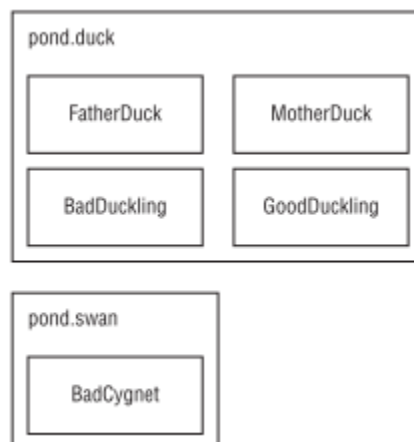 pond.duck
FatherDuck
MotherDuck
BadDuckling
GoodDuckling
pond.swan
BadCygnet